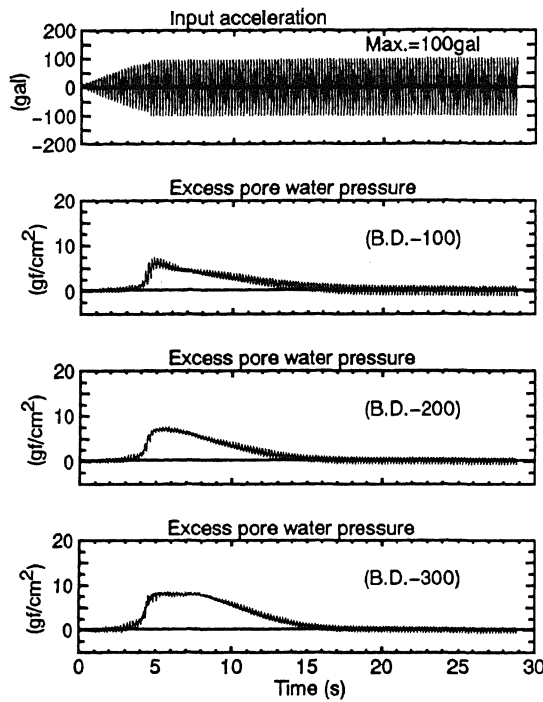 Input acceleration
200
100
0
−100
−200
(gal)
Max.=100gal
Excess pore water pressure
20
10
0
(gf/cm2)
(B.D.-100)
Excess pore water pressure
20
10
0
(gf/cm2)
(B.D.-200)
Excess pore water pressure
20
10
0
(gf/cm2)
(B.D.-300)
0 5 10 15 20 25 30
Time (s)